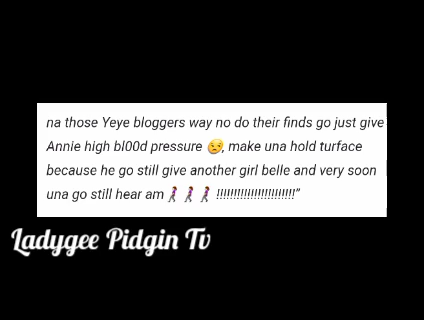 na those Yeye bloggers way no do their finds go just give
Annie high bl00d pressure 😒, make una hold turface
because he go still give another girl belle and very soon
una go still hear am🚶🏾‍♀️🚶🏾‍♀️🚶🏾‍♀️ !!!!!!!!!!!!!!!!!!!!!!!"
Ladygee Pidgin Tv